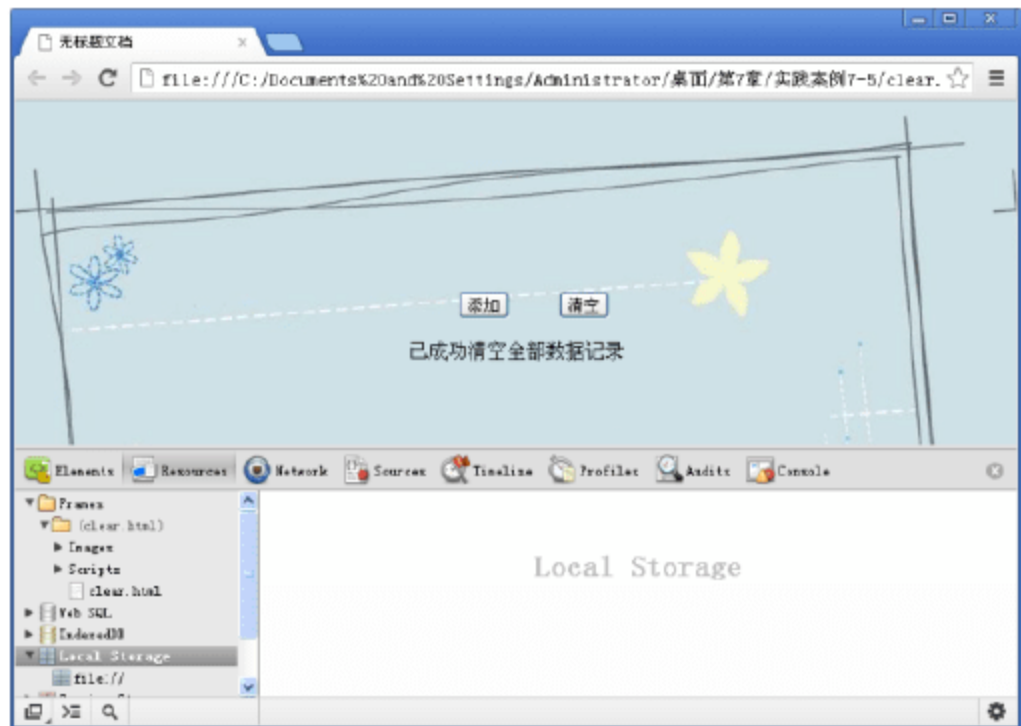 无标题文档
file:///C:/Documents%20and%20Settings/Administrator/桌面/第7章/实践案例7-5/clear.
添加 清空
已成功清空全部数据记录
Elements Resources Network Sources Timeline Profiles Audits Console
Frames
(clear.html)
Images
Scripts
clear.html
Web SQL
IndexedDB
Local Storage
file://
Local Storage